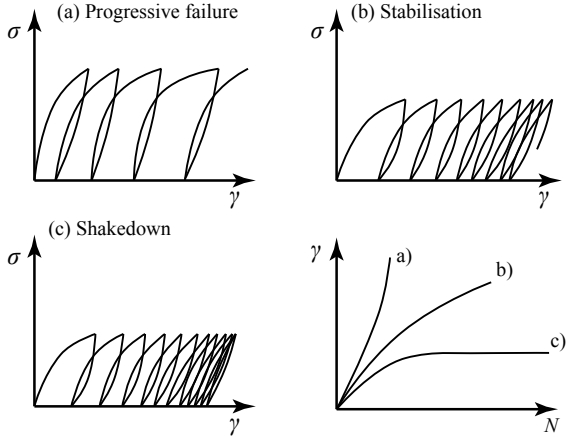 (a) Progressive failure
σ
γ
(b) Stabilisation
σ
γ
(c) Shakedown
σ
γ
γ
a)
b)
c)
N